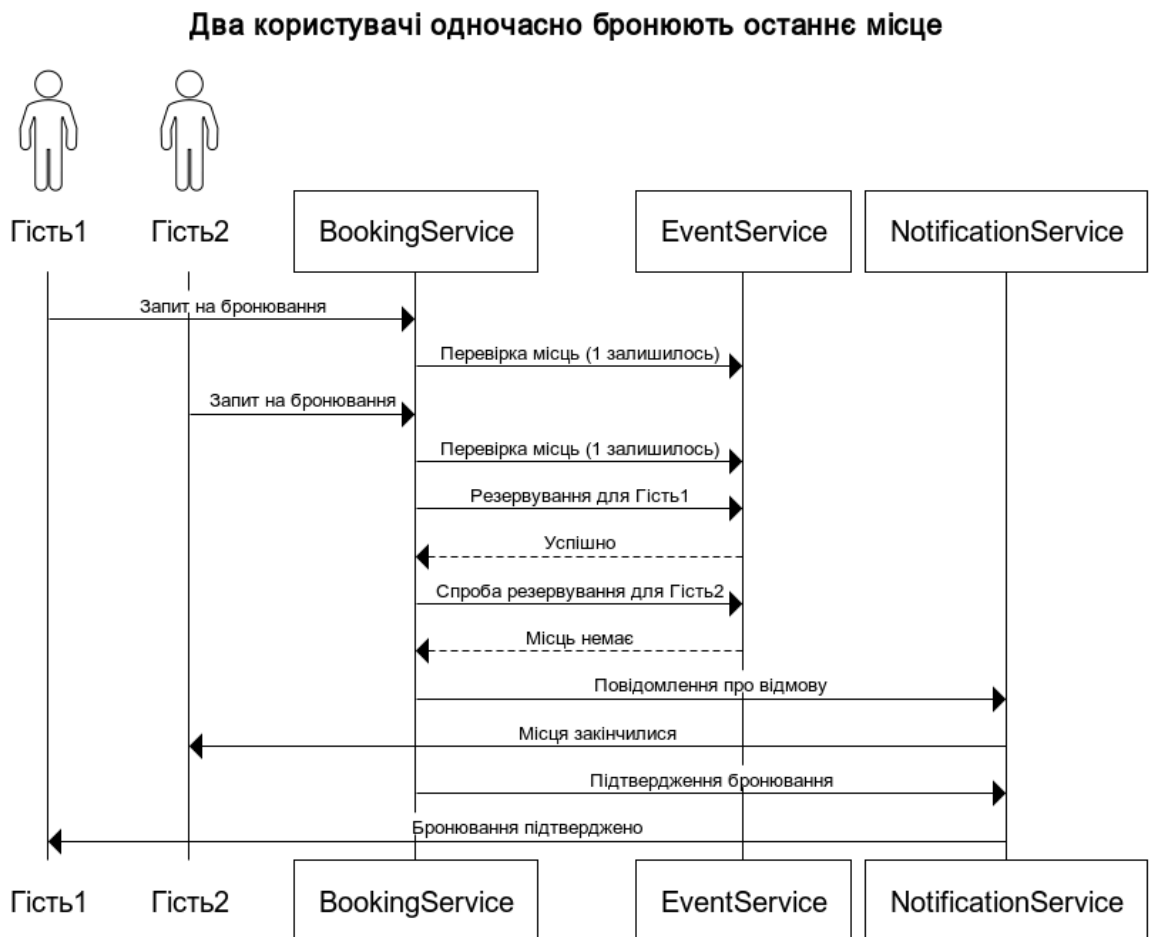 Два користувачі одночасно бронюють останнє місце
Гість1 Гість2 BookingService EventService NotificationService
Запит на бронювання
Перевірка місць (1 залишилось)
Запит на бронювання
Перевірка місць (1 залишилось)
Резервування для Гість1
Успішно
Спроба резервування для Гість2
Місць немає
Повідомлення про відмову
Місця закінчилися
Підтвердження бронювання
Бронювання підтверджено
Гість1 Гість2 BookingService EventService NotificationService